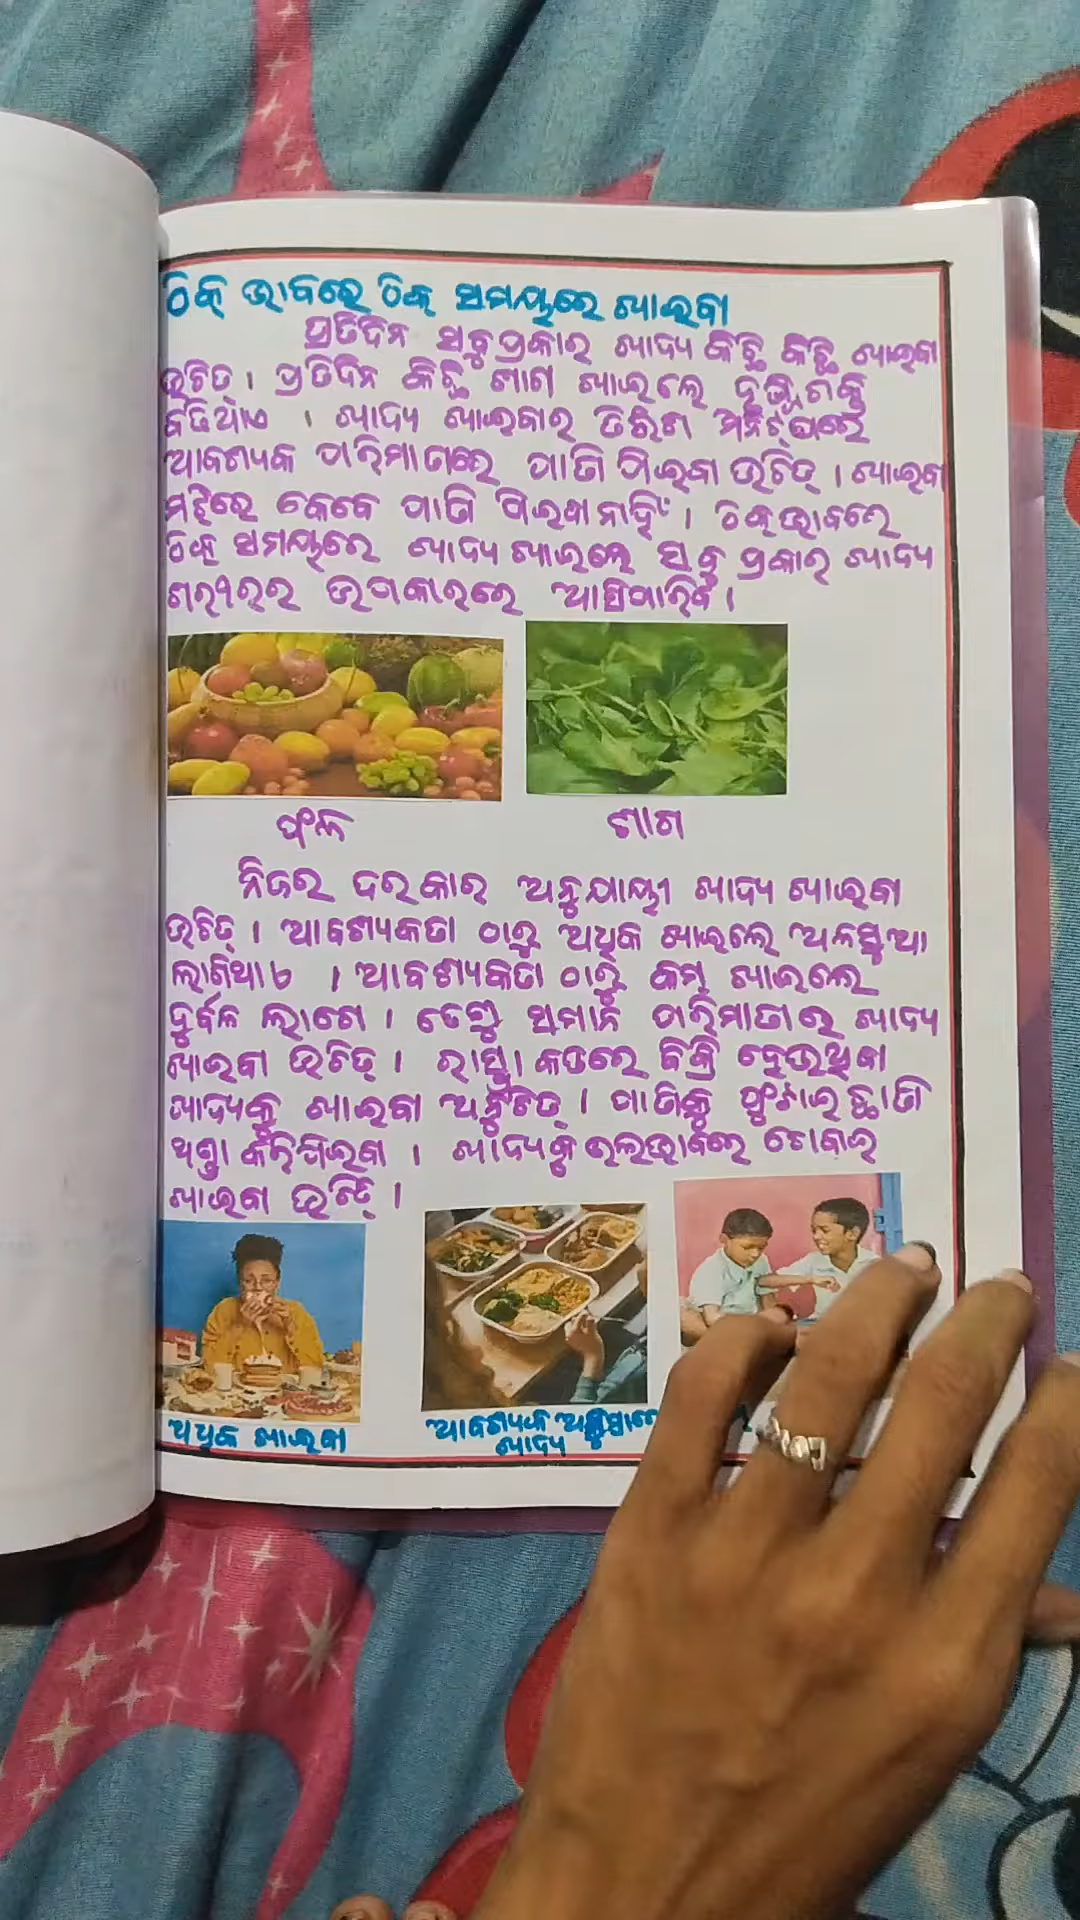 ଠିକ୍ ଭାବରେ ଠିକ୍ ସମୟରେ ଖାଇବା
ପ୍ରତିଦିନ ସବୁପ୍ରକାର ଖାଦ୍ୟ କିଛି କିଛି ଖାଇବା
ଉଚିତ୍ । ପ୍ରତିଦିନ କିଛି ଶାଗ ଖାଇଲେ ଦୃଷ୍ଟିଶକ୍ତି
ବଢିଥାଏ । ଖାଦ୍ୟ ଖାଇବାର ତିରିଶ ମିନିଟ୍‌ପରେ
ଆବଶ୍ୟକ ପରିମାଣରେ ପାଣି ପିଇବା ଉଚିତ୍ । ଖାଇବା
ମଝିରେ କେବେ ପାଣି ପିଇବା ନାହିଁ । ଠିକ୍‌ଭାବରେ
ଠିକ୍ ସମୟରେ ଖାଦ୍ୟ ଖାଇଲେ ସବୁ ପ୍ରକାର ଖାଦ୍ୟ
ଶରୀରର ଉପକାରରେ ଆସିପାରିବ ।
ଫଳ
ଶାଗ
ନିଜର ଦରକାର ଅନୁଯାୟୀ ଖାଦ୍ୟ ଖାଇବା
ଉଚିତ୍ । ଆବଶ୍ୟକତା ଠାରୁ ଅଧିକ ଖାଇଲେ ଅଳସୁଆ
ଲାଗିଥାଏ । ଆବଶ୍ୟକତା ଠାରୁ କମ୍ ଖାଇଲେ
ଦୁର୍ବଳ ଲାଗେ । ତେଣୁ ସମାନ ପରିମାଣର ଖାଦ୍ୟ
ଖାଇବା ଉଚିତ୍ । ରାସ୍ତା କଡରେ ବିକ୍ରି ହେଉଥିବା
ଖାଦ୍ୟକୁ ଖାଇବା ଅନୁଚିତ୍ । ପାଣିକୁ ଫୁଟାଇ ଛାଣି
ଥଣ୍ଡା କରି ପିଇବା । ଖାଦ୍ୟକୁ ଭଲଭାବରେ ଚୋବାଇ
ଖାଇବା ଉଚିତ୍ ।
ଅଧିକ ଖାଇବା
ଆବଶ୍ୟକ
ଖାଦ୍ୟ